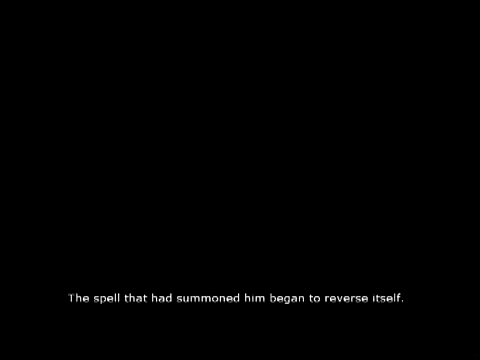 The spell that had summoned him began to reverse itself.